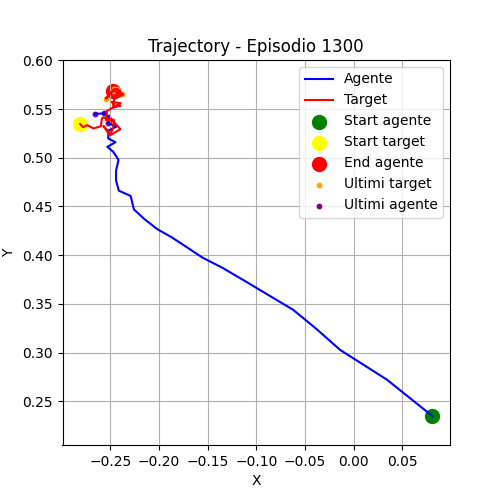 Trajectory - Episodio 1300
Agente
Target
Start agente
Start target
End agente
Ultimi target
Ultimi agente
0.60
0.55
0.50
0.45
0.40
0.35
0.30
0.25
Y
−0.25
−0.20
−0.15
−0.10
−0.05
0.00
0.05
X